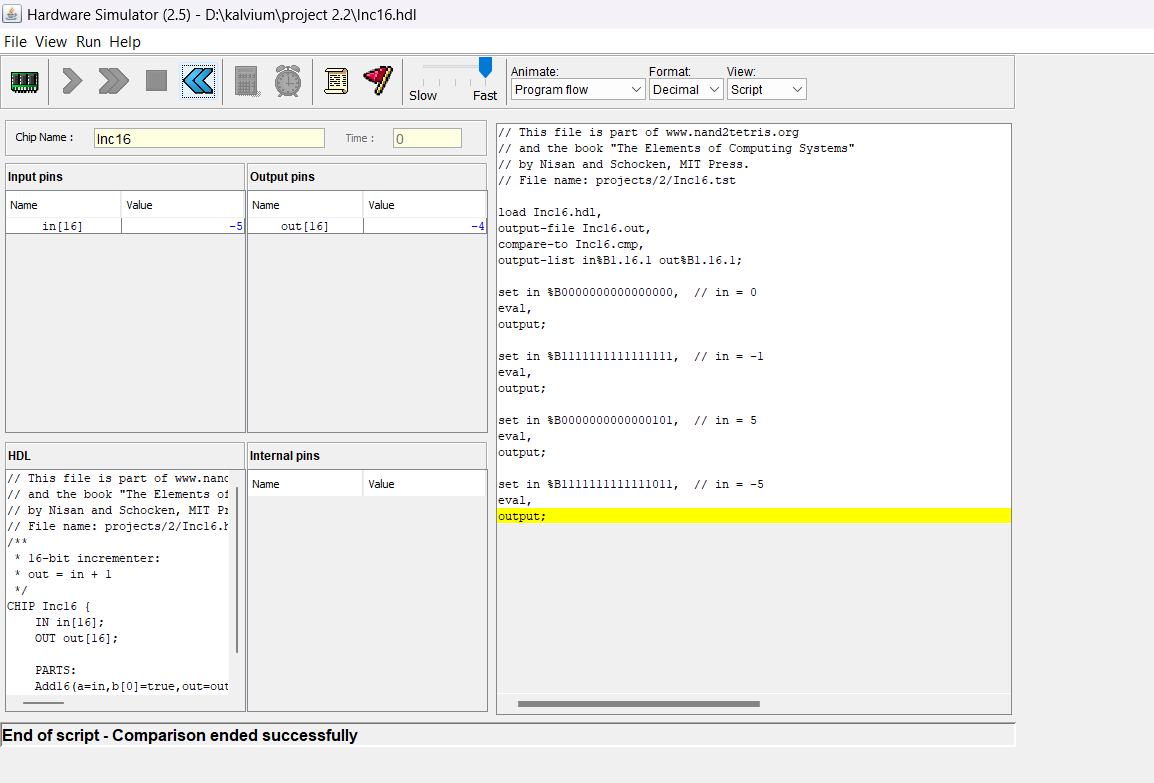 Hardware Simulator (2.5) - D:\kalvium\project 2.2\Inc16.hdl
File View Run Help
Slow Fast
Animate: Format: View:
Program flow Decimal Script
Chip Name : Inc16 Time : 0
Input pins Output pins
Name Value Name Value
in[16] -5 out[16] -4
HDL Internal pins
Name Value
// This file is part of www.nand
// and the book "The Elements of
// by Nisan and Schocken, MIT Pr
// File name: projects/2/Inc16.h
/**
* 16-bit incrementer:
* out = in + 1
*/
CHIP Inc16 {
IN in[16];
OUT out[16];
PARTS:
Add16(a=in,b[0]=true,out=out
// This file is part of www.nand2tetris.org
// and the book "The Elements of Computing Systems"
// by Nisan and Schocken, MIT Press.
// File name: projects/2/Inc16.tst
load Inc16.hdl,
output-file Inc16.out,
compare-to Inc16.cmp,
output-list in%B1.16.1 out%B1.16.1;
set in %B0000000000000000, // in = 0
eval,
output;
set in %B1111111111111111, // in = -1
eval,
output;
set in %B0000000000000101, // in = 5
eval,
output;
set in %B1111111111111011, // in = -5
eval,
output;
End of script - Comparison ended successfully